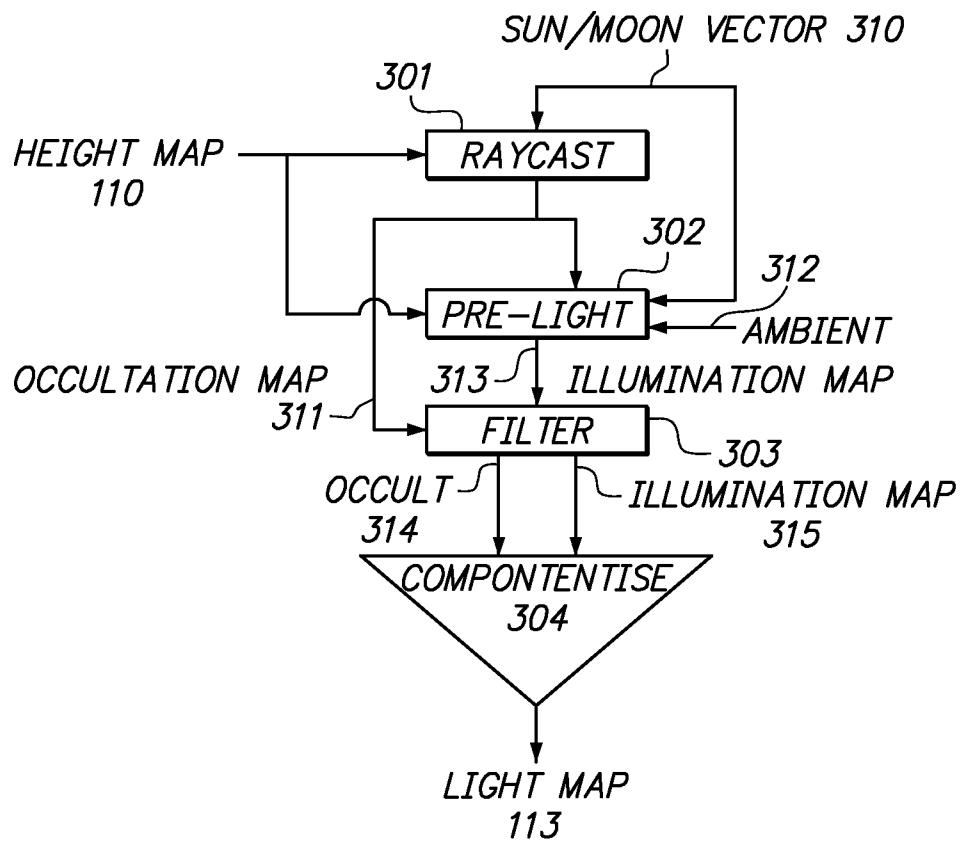 SUN/MOON VECTOR 310
301
HEIGHT MAP
110
RAYCAST
302
312
PRE-LIGHT
AMBIENT
OCCULTATION MAP
311
313
ILLUMINATION MAP
FILTER
303
OCCULT
314
ILLUMINATION MAP
315
COMPONTENTISE
304
LIGHT MAP
113